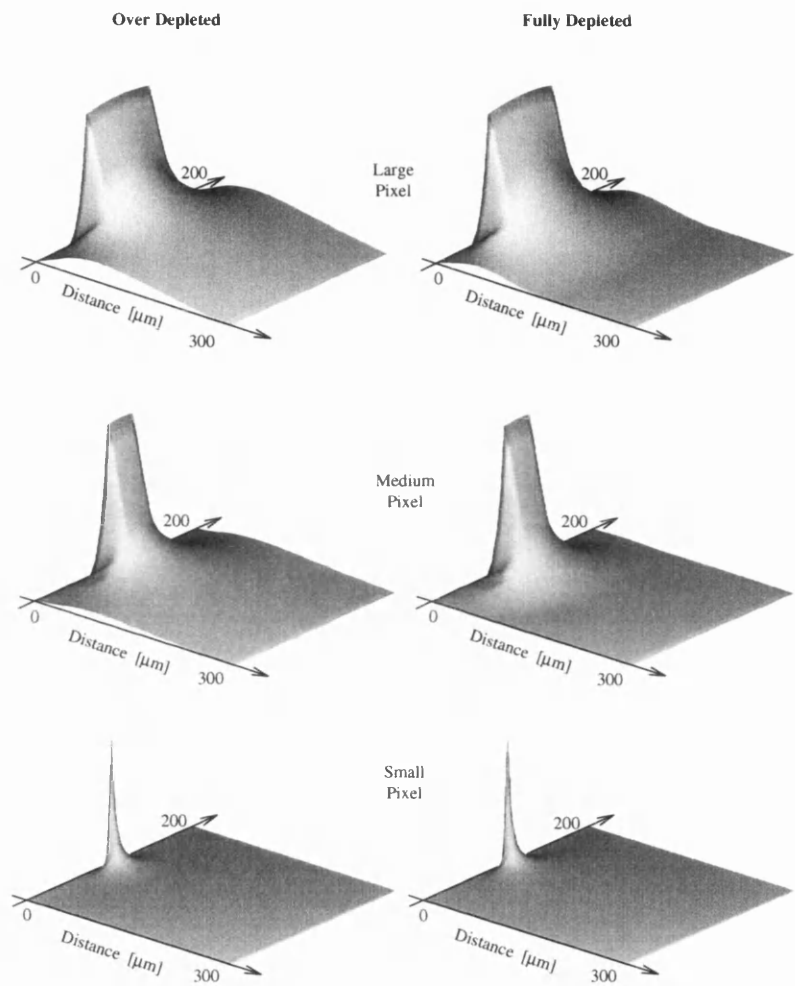 Over Depleted
Fully Depleted
200
Large
Pixel
200
0
Distance [μm]
300
0
Distance [μm]
300
200
Medium
Pixel
200
0
Distance [μm]
300
0
Distance [μm]
300
200
Small
Pixel
200
0
Distance [μm]
300
0
Distance [μm]
300